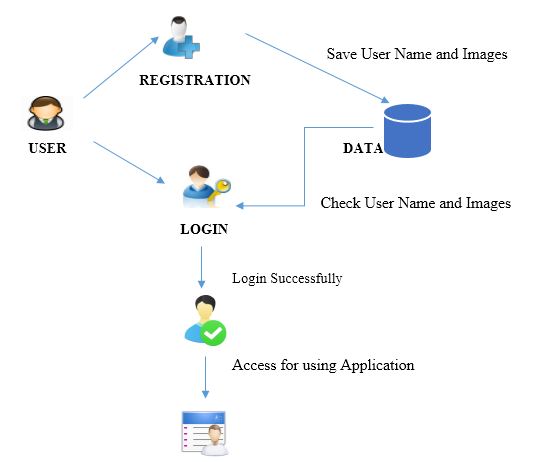 Save User Name and Images
REGISTRATION
USER
DATA
Check User Name and Images
LOGIN
Login Successfully
Access for using Application